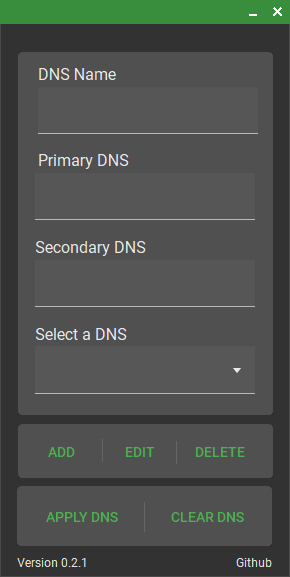 DNS Name
Primary DNS
Secondary DNS
Select a DNS
ADD EDIT DELETE
APPLY DNS CLEAR DNS
Version 0.2.1 Github